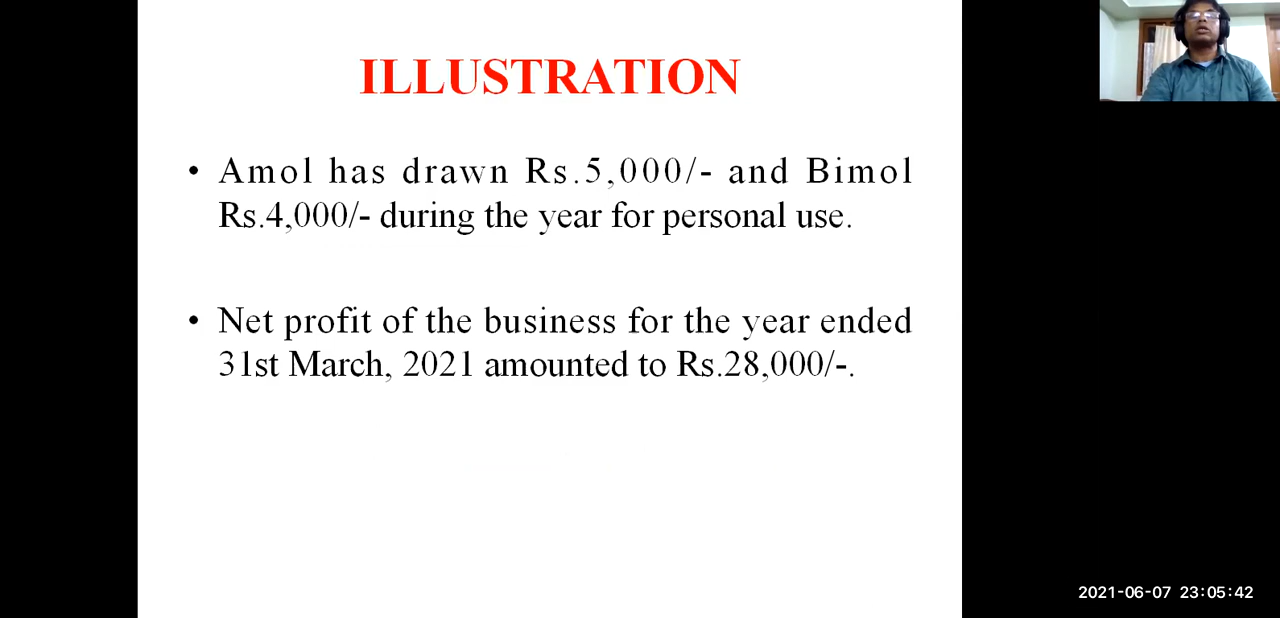 ILLUSTRATION
• Amol has drawn Rs.5,000/- and Bimol
Rs.4,000/- during the year for personal use.
• Net profit of the business for the year ended
31st March, 2021 amounted to Rs.28,000/-.
2021-06-07 23:05:42